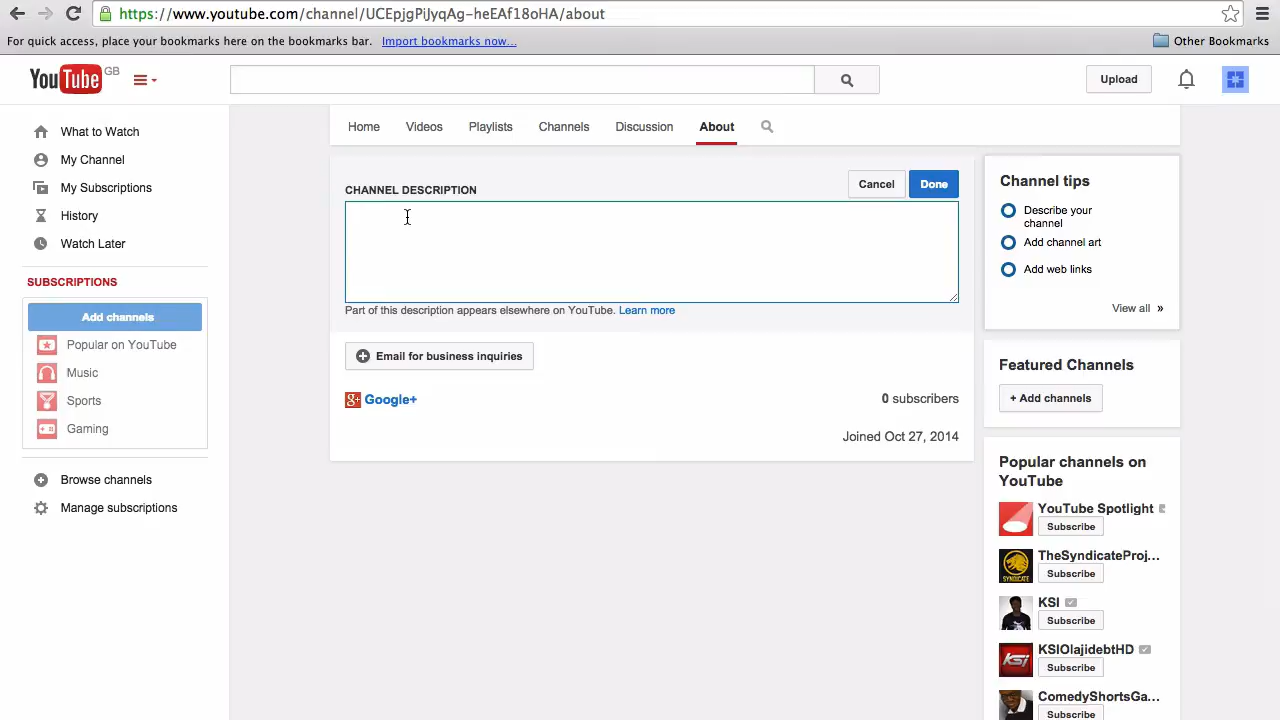 https://www.youtube.com/channel/UCEpjgPiJyqAg-heEAf18oHA/about
For quick access, place your bookmarks here on the bookmarks bar. Import bookmarks now... Other Bookmarks
YouTube GB
Upload
What to Watch
My Channel
My Subscriptions
History
Watch Later
SUBSCRIPTIONS
Add channels
Popular on YouTube
Music
Sports
Gaming
Browse channels
Manage subscriptions
Home Videos Playlists Channels Discussion About
CHANNEL DESCRIPTION
Cancel Done
Part of this description appears elsewhere on YouTube. Learn more
Email for business inquiries
g+ Google+
0 subscribers
Joined Oct 27, 2014
Channel tips
Describe your
channel
Add channel art
Add web links
View all »
Featured Channels
+ Add channels
Popular channels on
YouTube
YouTube Spotlight
Subscribe
SYNDICATE
TheSyndicateProj...
Subscribe
KSI
Subscribe
KSI
KSIOlajidebtHD
Subscribe
ComedyShortsGa...
Subscribe